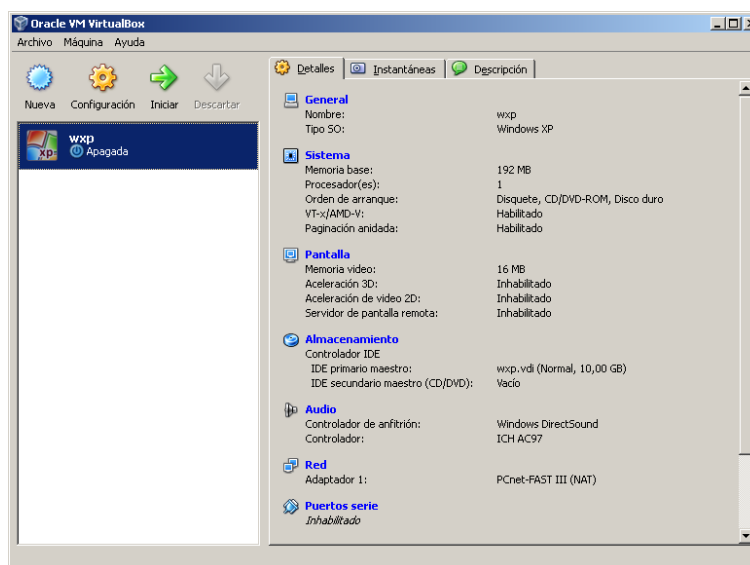 Oracle VM VirtualBox
Archivo Máquina Ayuda
Nueva Configuración Iniciar Descartar
wxp
Apagada
Detalles Instantáneas Descripción
General
Nombre: wxp
Tipo SO: Windows XP
Sistema
Memoria base: 192 MB
Procesador(es): 1
Orden de arranque: Disquete, CD/DVD-ROM, Disco duro
VT-x/AMD-V: Habilitado
Paginación anidada: Habilitado
Pantalla
Memoria video: 16 MB
Aceleración 3D: Inhabilitado
Aceleración de video 2D: Inhabilitado
Servidor de pantalla remota: Inhabilitado
Almacenamiento
Controlador IDE
IDE primario maestro: wxp.vdi (Normal, 10,00 GB)
IDE secundario maestro (CD/DVD): Vacío
Audio
Controlador de anfitrión: Windows DirectSound
Controlador: ICH AC97
Red
Adaptador 1: PCnet-FAST III (NAT)
Puertos serie
Inhabilitado